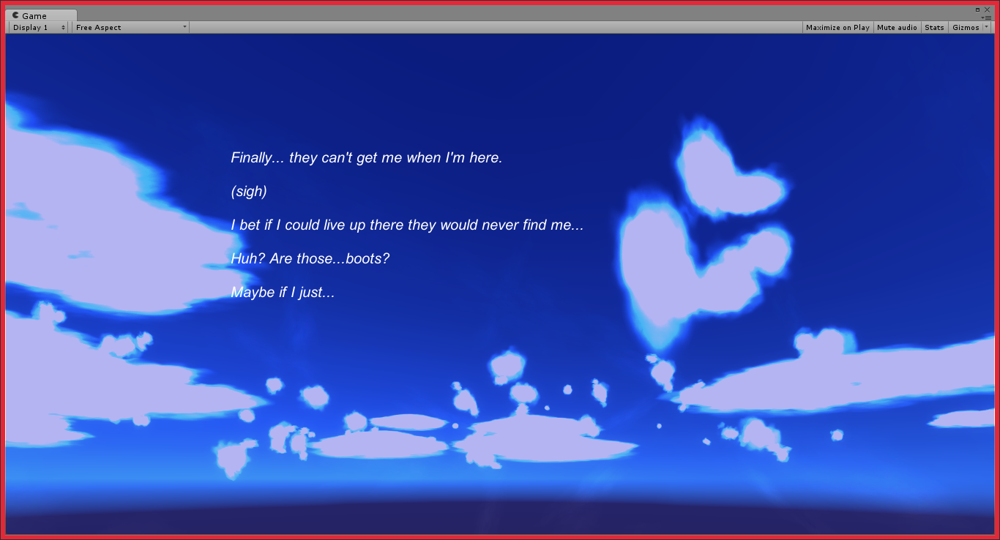 Game
Display 1
Free Aspect
Maximize on Play
Mute audio
Stats
Gizmos
Finally... they can't get me when I'm here.
(sigh)
I bet if I could live up there they would never find me...
Huh? Are those...boots?
Maybe if I just...